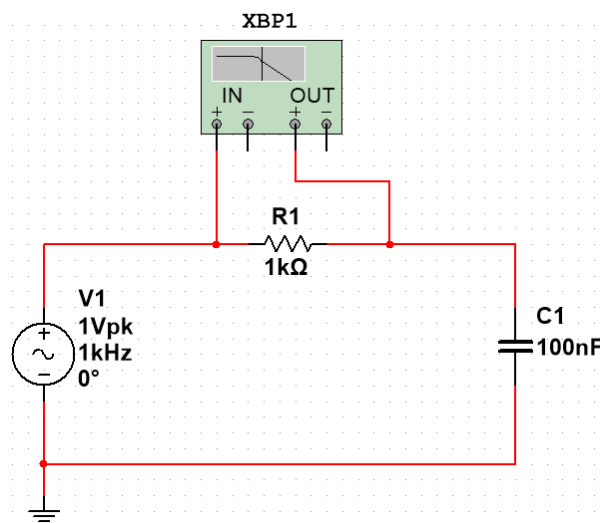 XBP1
IN OUT
+ − + −
R1
1kΩ
V1
1Vpk
1kHz
0°
+
−
C1
100nF